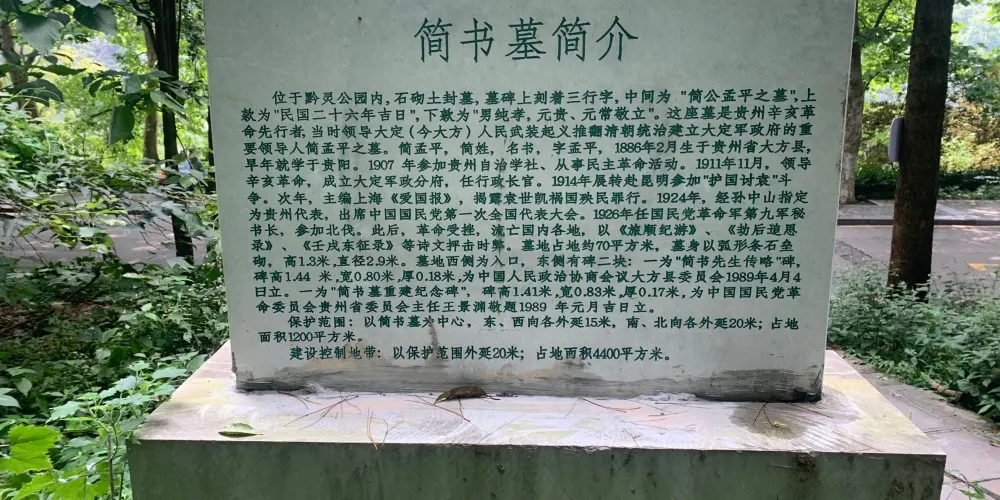 简书墓简介
位于黔灵公园内,石砌土封墓,墓碑上刻着三行字,中间为 "简公孟平之墓",上
款为"民国二十六年吉日",下款为"男纯孝,元贵、元常敬立"。这座墓是贵州辛亥革
命先行者,当时领导大定(今大方)人民武装起义推翻清朝统治建立大定军政府的重
要领导人简孟平之墓。简孟平,简姓,名书,字孟平,1886年2月生于贵州省大方县,
早年就学于贵阳。1907 年参加贵州自治学社、从事民主革命活动。1911年11月,领导
辛亥革命,成立大定军政分府,任行政长官。1914年展转赴昆明参加"护国讨袁"斗
争。次年,主编上海《爱国报》,揭露袁世凯祸国殃民罪行。1924年,经孙中山指定
为贵州代表,出席中国国民党第一次全国代表大会。1926年任国民党革命军第九军秘
书长,参加北伐。此后,革命受挫,流亡国内各地,以《旅顺纪游》、《劫后追恩
录》、《壬戌东征录》等诗文抨击时弊。墓地占地约70平方米,墓身以弧形条石垒
砌,高1.3米,直径2.9米。墓地西侧为入口,东侧有碑二块:一为"简书先生传略"碑,
碑高1.44 米,宽0.80米,厚0.18米,为中国人民政治协商会议大方县委员会1989年4月4
日立。一为"简书墓重建纪念碑",碑高1.41米,宽0.83米,厚0.17米,为中国国民党革
命委员会贵州省委员会主任王景渊敬题1989 年元月吉日立。
保护范围:以简书墓为中心,东、西向各外延15米,南、北向各外延20米;占地
面积1200平方米。
建设控制地带:以保护范围外延20米;占地面积4400平方米。